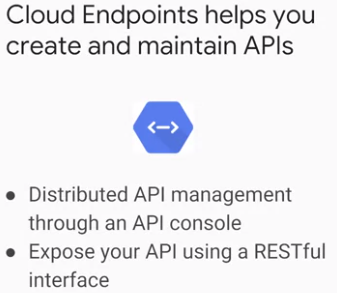 Cloud Endpoints helps you
create and maintain APIs
● Distributed API management
through an API console
● Expose your API using a RESTful
interface